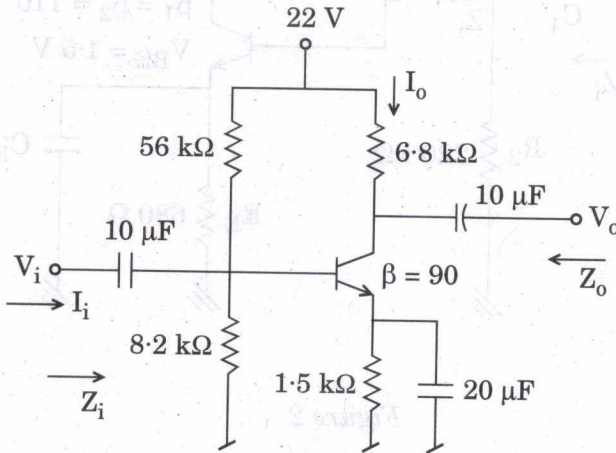 22 V
I_o
56 kΩ
6·8 kΩ
10 μF
V_o
10 μF
V_i
β = 90
Z_o
I_i
8·2 kΩ
1·5 kΩ
20 μF
Z_i